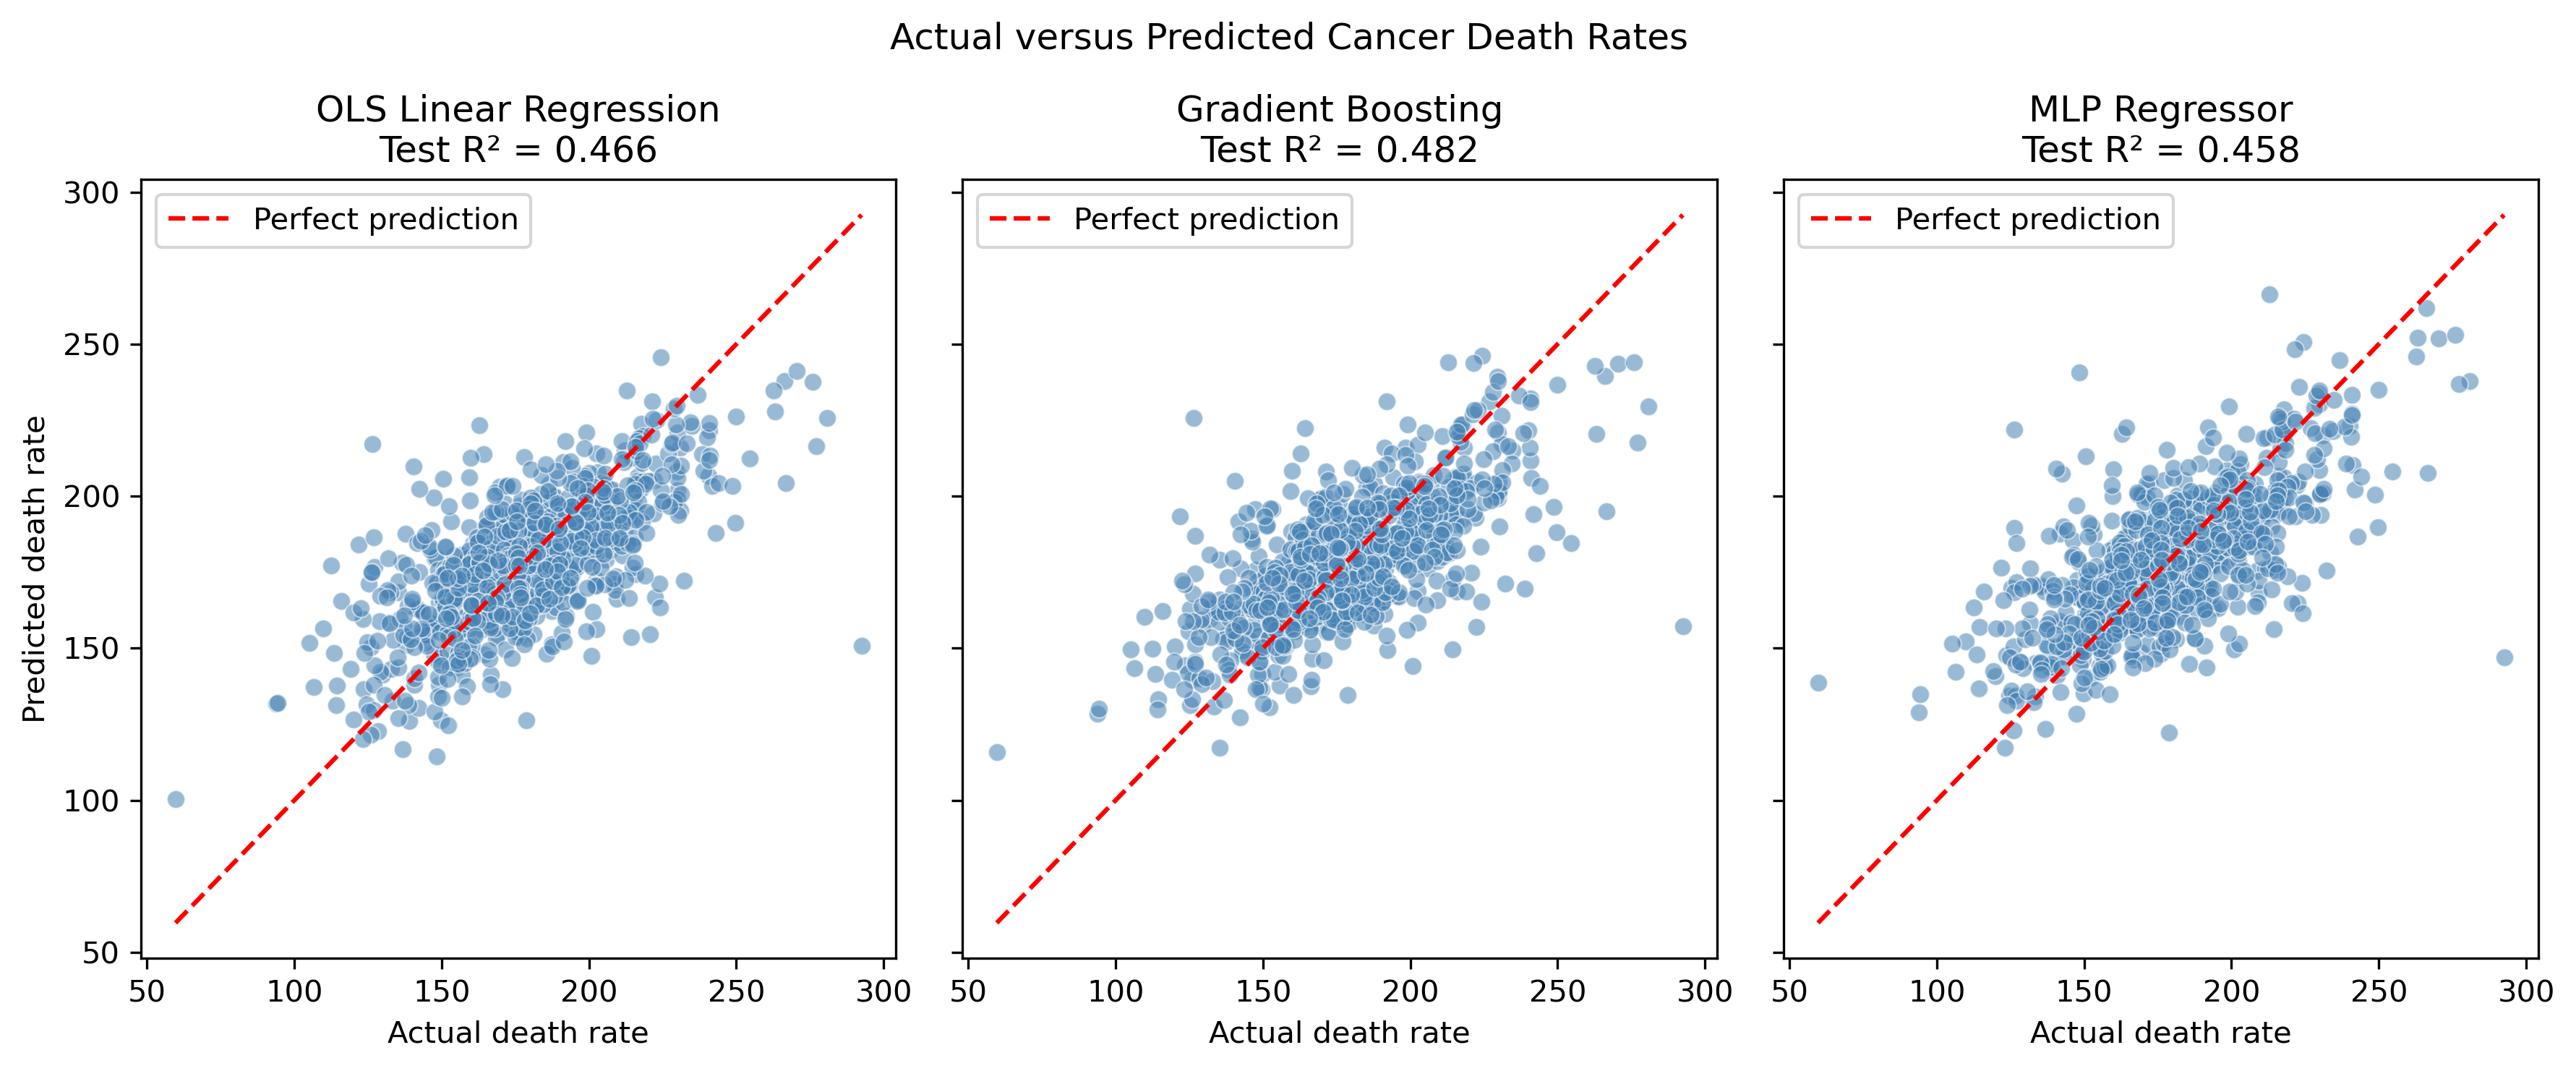 Actual versus Predicted Cancer Death Rates
OLS Linear Regression
Test R² = 0.466
Perfect prediction
300
250
200
150
100
50
Predicted death rate
50 100 150 200 250 300
Actual death rate
Gradient Boosting
Test R² = 0.482
Perfect prediction
50 100 150 200 250 300
Actual death rate
MLP Regressor
Test R² = 0.458
Perfect prediction
50 100 150 200 250 300
Actual death rate